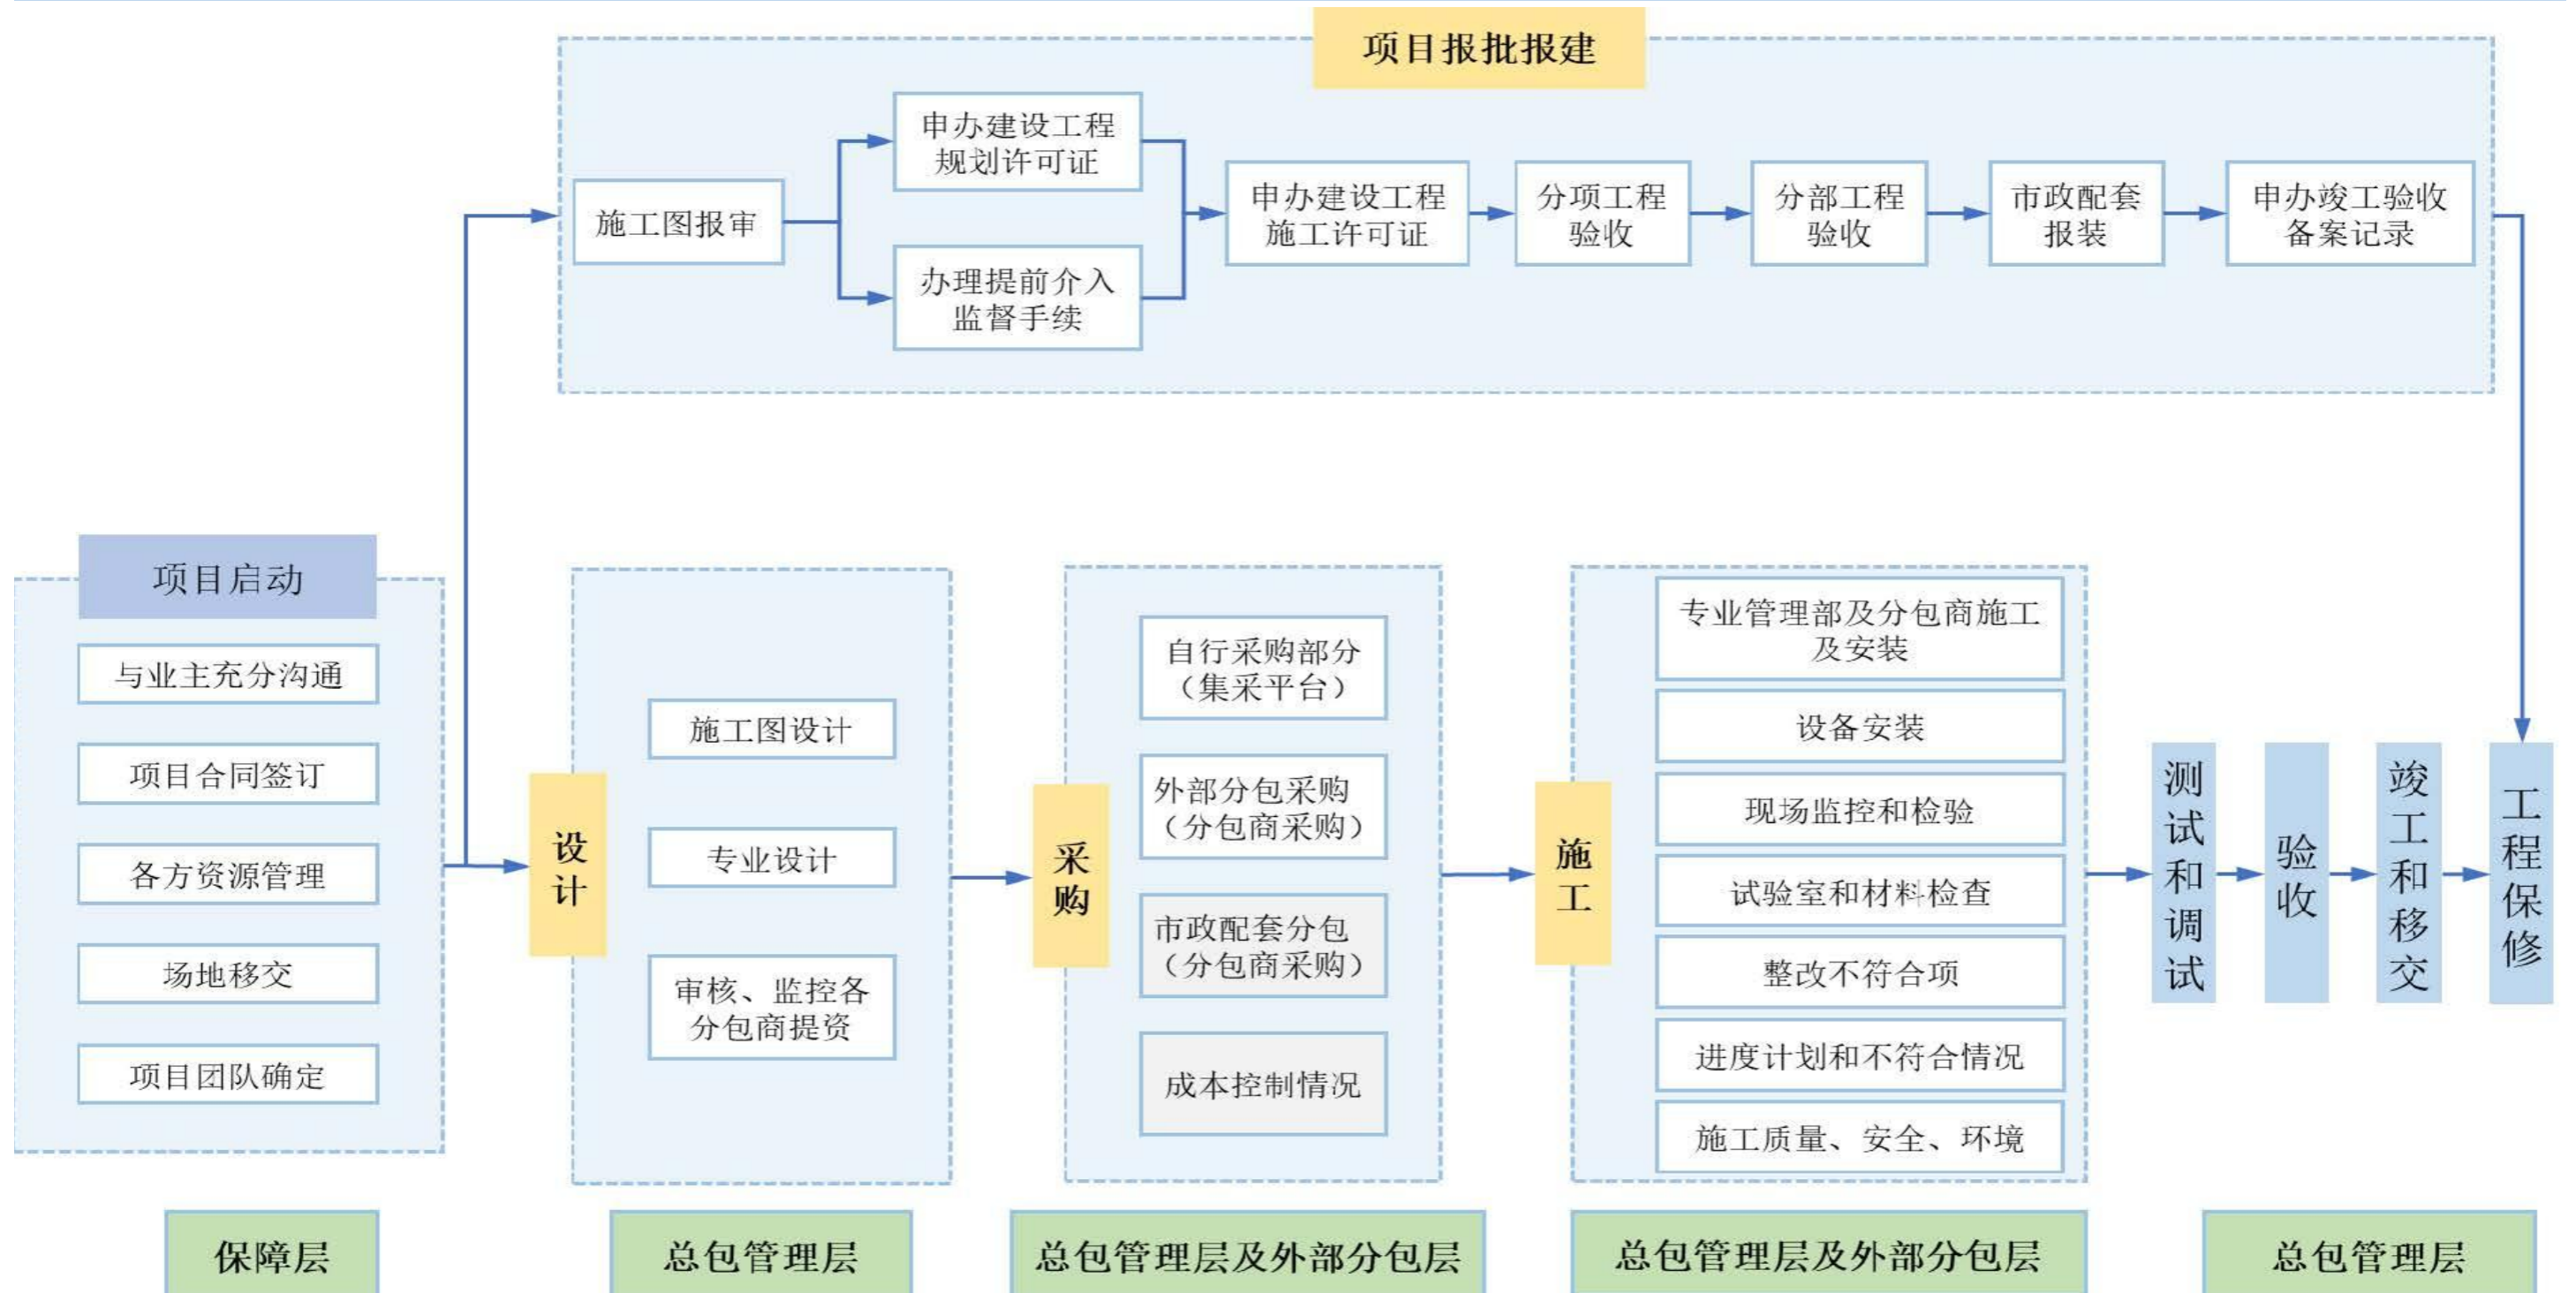 项目报批报建
施工图报审
申办建设工程
规划许可证
办理提前介入
监督手续
申办建设工程
施工许可证
分项工程
验收
分部工程
验收
市政配套
报装
申办竣工验收
备案记录
项目启动
与业主充分沟通
项目合同签订
各方资源管理
场地移交
项目团队确定
设计
施工图设计
专业设计
审核、监控各
分包商提资
采购
自行采购部分
（集采平台）
外部分包采购
（分包商采购）
市政配套分包
（分包商采购）
成本控制情况
施工
专业管理部及分包商施工
及安装
设备安装
现场监控和检验
试验室和材料检查
整改不符合项
进度计划和不符合情况
施工质量、安全、环境
测试和调试
验收
竣工和移交
工程保修
保障层
总包管理层
总包管理层及外部分包层
总包管理层及外部分包层
总包管理层